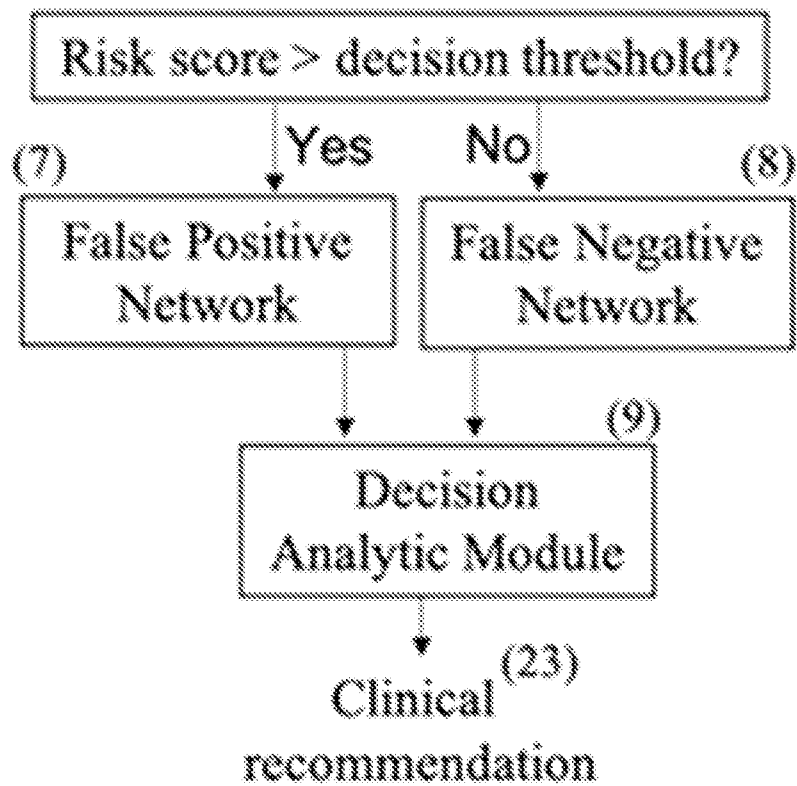 Risk score > decision threshold?
Yes No
(7) (8)
False Positive
Network
False Negative
Network
(9)
Decision
Analytic Module
(23)
Clinical
recommendation